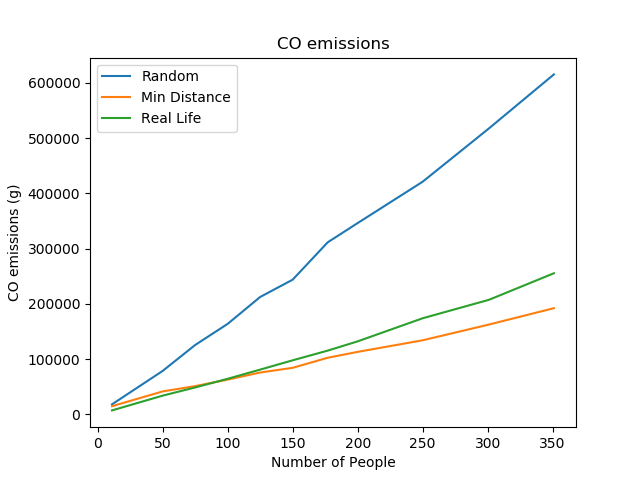 CO emissions
Random
Min Distance
Real Life
600000
500000
400000
300000
200000
100000
0
CO emissions (g)
0 50 100 150 200 250 300 350
Number of People